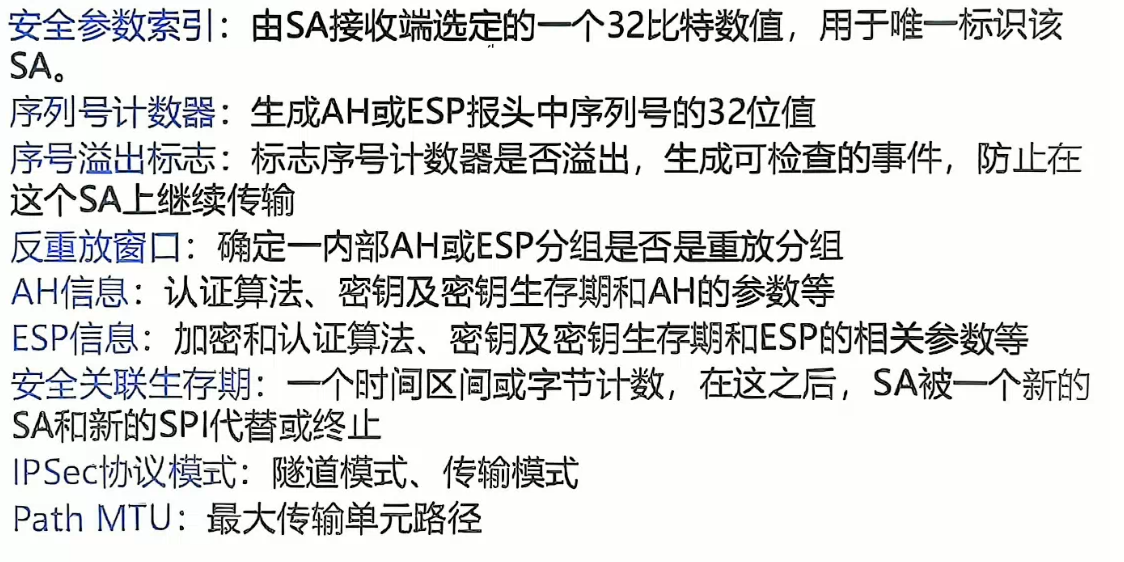 安全参数索引：由SA接收端选定的一个32比特数值，用于唯一标识该
SA。
序列号计数器：生成AH或ESP报头中序列号的32位值
序号溢出标志：标志序号计数器是否溢出，生成可检查的事件，防止在
这个SA上继续传输
反重放窗口：确定一内部AH或ESP分组是否是重放分组
AH信息：认证算法、密钥及密钥生存期和AH的参数等
ESP信息：加密和认证算法、密钥及密钥生存期和ESP的相关参数等
安全关联生存期：一个时间区间或字节计数，在这之后，SA被一个新的
SA和新的SPI代替或终止
IPSec协议模式：隧道模式、传输模式
Path MTU：最大传输单元路径